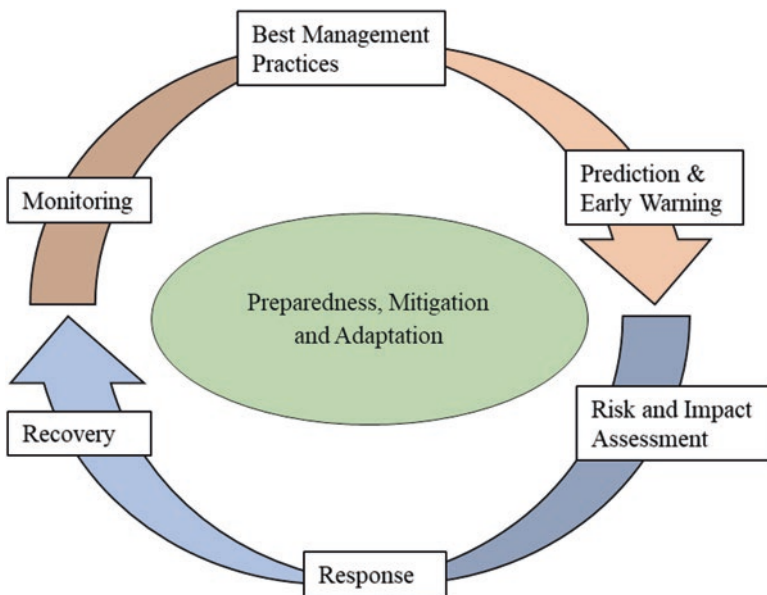 Best Management
Practices
Prediction &
Early Warning
Monitoring
Preparedness, Mitigation
and Adaptation
Risk and Impact
Assessment
Recovery
Response